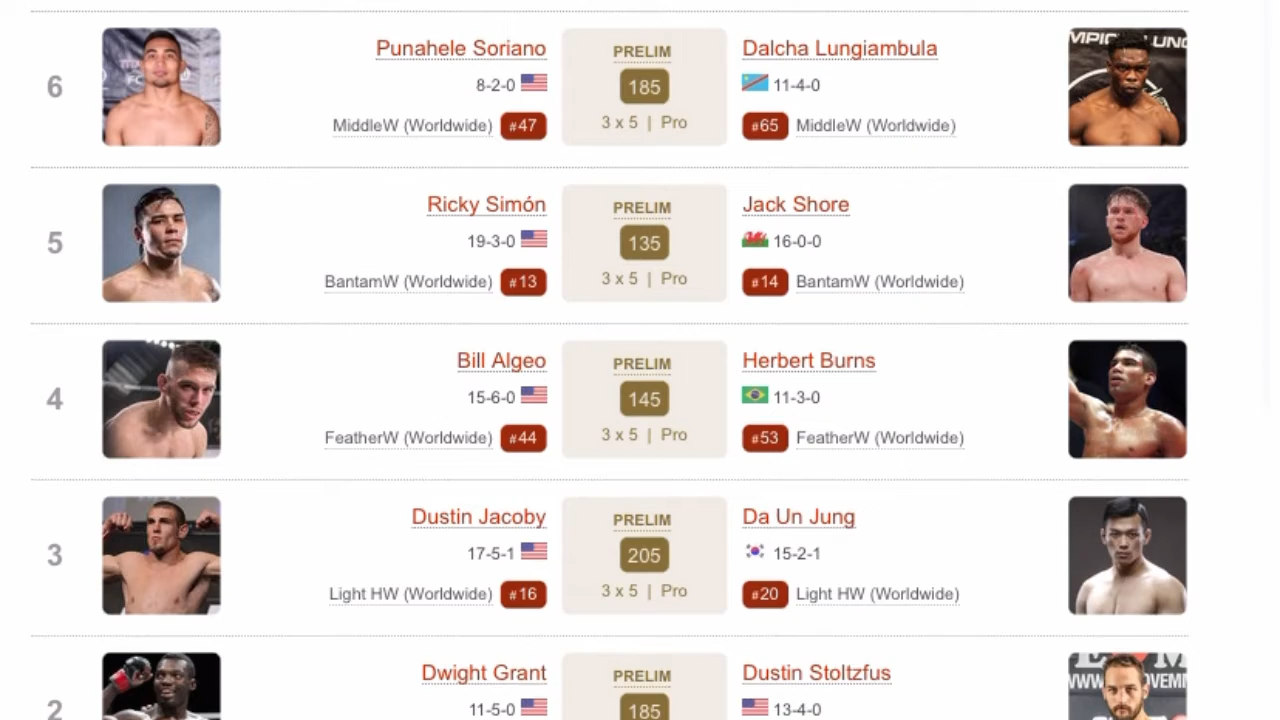 6
Punahele Soriano
8-2-0
MiddleW (Worldwide) #47
PRELIM
185
3 x 5 | Pro
Dalcha Lungiambula
11-4-0
#65 MiddleW (Worldwide)
5
Ricky Simón
19-3-0
BantamW (Worldwide) #13
PRELIM
135
3 x 5 | Pro
Jack Shore
16-0-0
#14 BantamW (Worldwide)
4
Bill Algeo
15-6-0
FeatherW (Worldwide) #44
PRELIM
145
3 x 5 | Pro
Herbert Burns
11-3-0
#53 FeatherW (Worldwide)
3
Dustin Jacoby
17-5-1
Light HW (Worldwide) #16
PRELIM
205
3 x 5 | Pro
Da Un Jung
15-2-1
#20 Light HW (Worldwide)
2
Dwight Grant
11-5-0
PRELIM
185
Dustin Stoltzfus
13-4-0